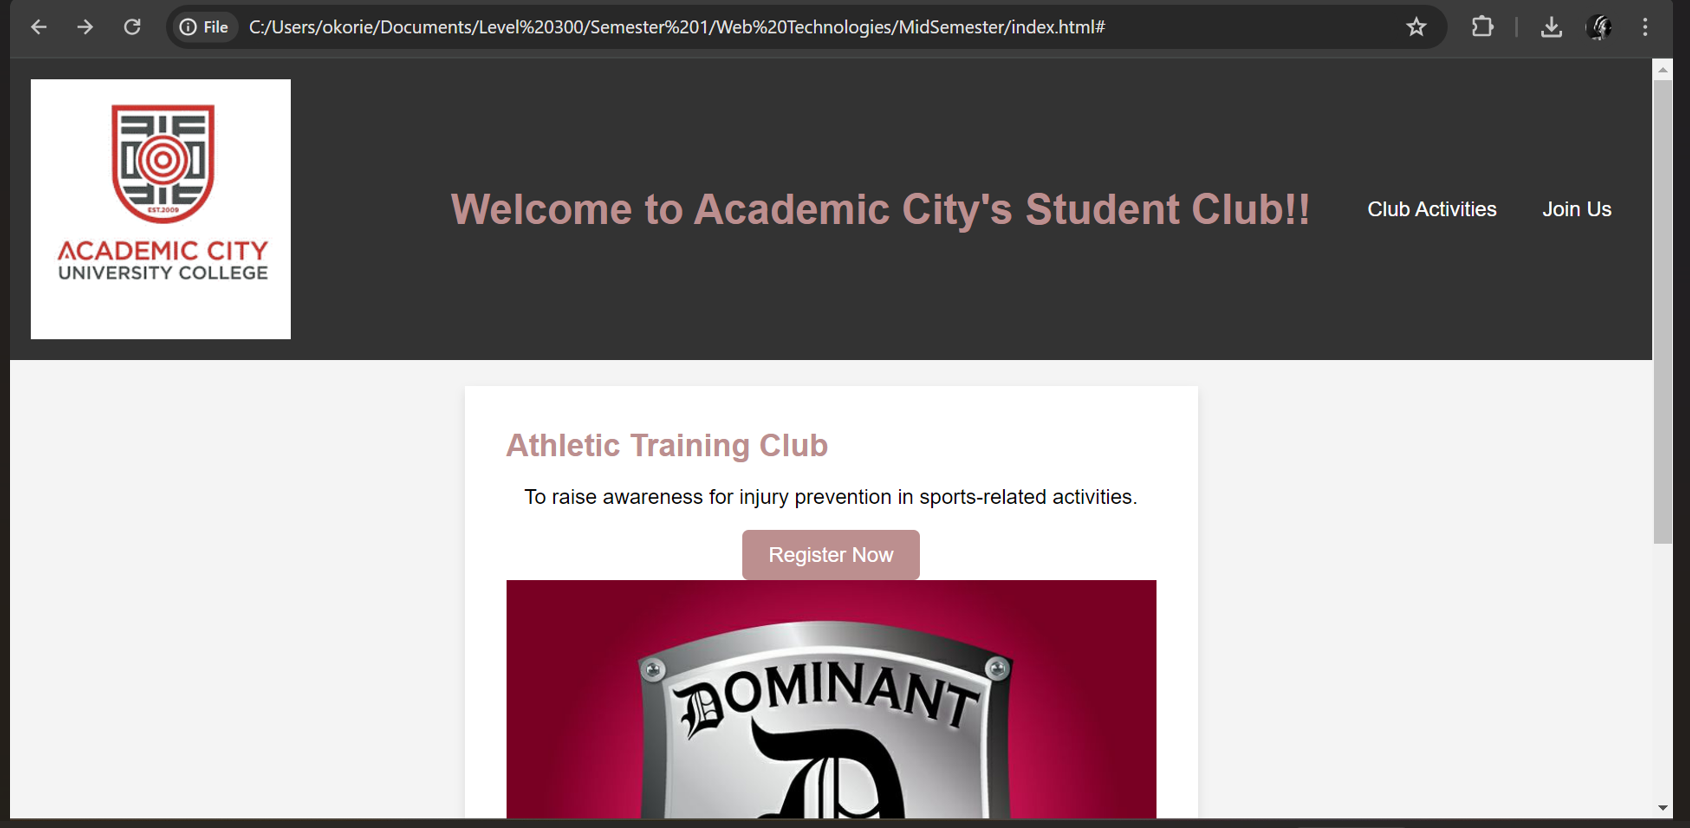 File C:/Users/okorie/Documents/Level%20300/Semester%201/Web%20Technologies/MidSemester/index.html#
EST.2009
ACADEMIC CITY
UNIVERSITY COLLEGE
Welcome to Academic City's Student Club!! Club Activities Join Us
Athletic Training Club
To raise awareness for injury prevention in sports-related activities.
Register Now
DOMINANT
D